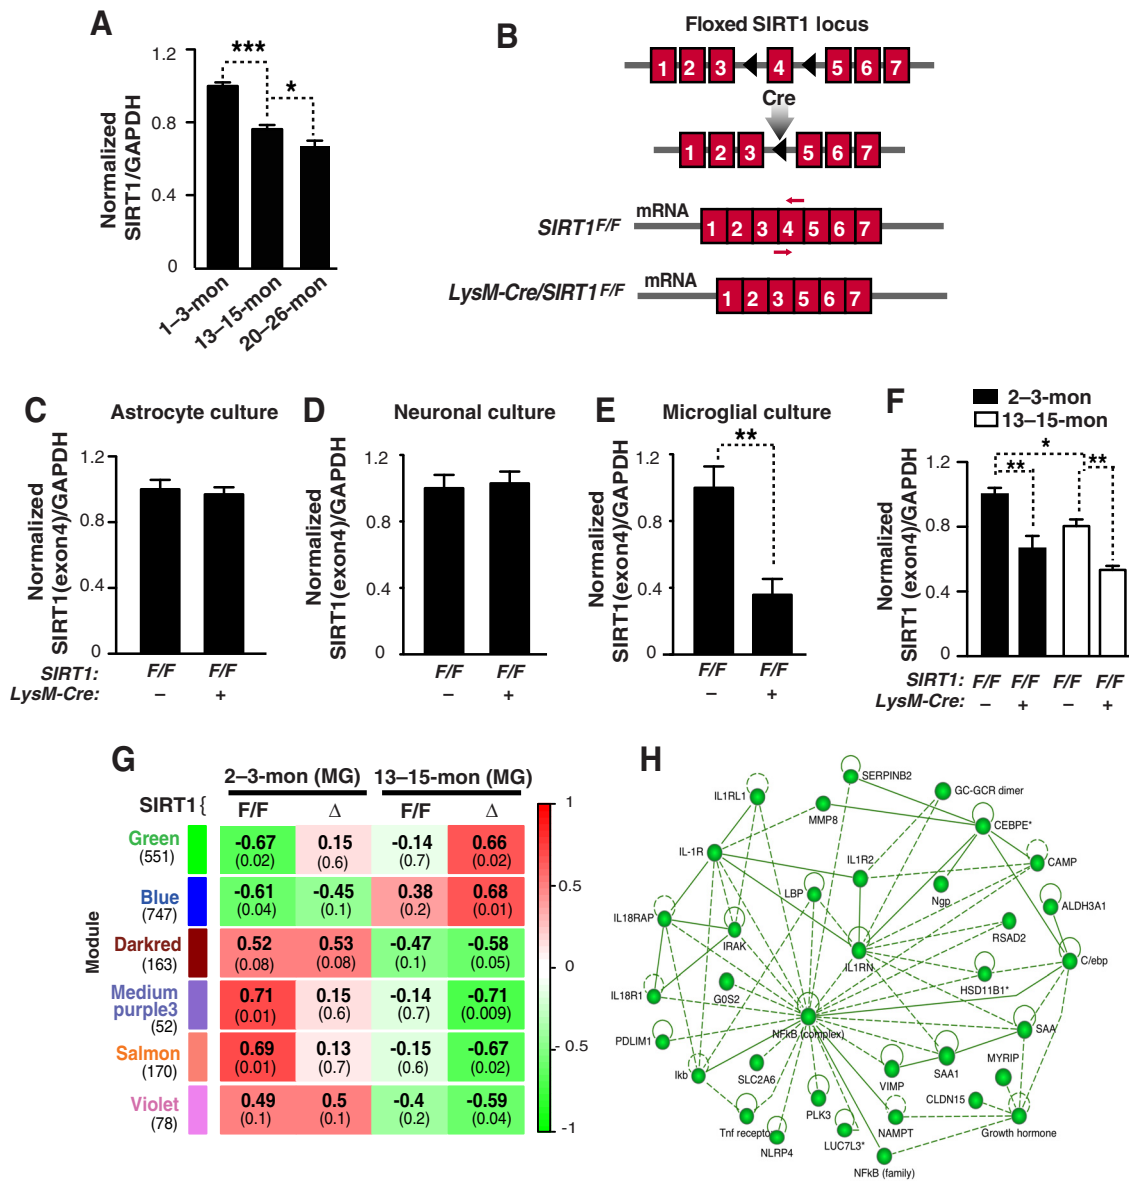 A
Normalized
SIRT1/GAPDH
1.2
0.8
0.4
0
***
*
1–3-mon
13–15-mon
20–26-mon
B
Floxed SIRT1 locus
1 2 3 4 5 6 7
Cre
1 2 3 5 6 7
SIRT1F/F
mRNA
1 2 3 4 5 6 7
LysM-Cre/SIRT1F/F
mRNA
1 2 3 5 6 7
C
Astrocyte culture
Normalized
SIRT1(exon4)/GAPDH
1.2
0.8
0.4
0
SIRT1: F/F F/F
LysM-Cre: – +
D
Neuronal culture
Normalized
SIRT1(exon4)/GAPDH
1.2
0.8
0.4
0
F/F F/F
– +
E
Microglial culture
Normalized
SIRT1(exon4)/GAPDH
1.2
0.8
0.4
0
**
F/F F/F
– +
F
2–3-mon
13–15-mon
Normalized
SIRT1 (exon4)/GAPDH
1.2
0.8
0.4
0
*
** **
SIRT1: F/F F/F F/F F/F
LysM-Cre: – + – +
G
2–3-mon (MG) 13–15-mon (MG)
SIRT1{ F/F Δ F/F Δ
Module
Green -0.67 0.15 -0.14 0.66
(551) (0.02) (0.6) (0.7) (0.02)
Blue -0.61 -0.45 0.38 0.68
(747) (0.04) (0.1) (0.2) (0.01)
Darkred 0.52 0.53 -0.47 -0.58
(163) (0.08) (0.08) (0.1) (0.05)
Medium
purple3 0.71 0.15 -0.14 -0.71
(52) (0.01) (0.6) (0.7) (0.009)
Salmon 0.69 0.13 -0.15 -0.67
(170) (0.01) (0.7) (0.6) (0.02)
Violet 0.49 0.5 -0.4 -0.59
(78) (0.1) (0.1) (0.2) (0.04)
1
0.5
0
- 0.5
-1
H
SERPINB2
IL1RL1
GC-GCR dimer
MMP8
CEBPE*
IL-1R
IL1R2
CAMP
LBP
Ngp
ALDH3A1
IL18RAP
IRAK
RSAD2
IL1RN
C/ebp
HSD11B1*
IL18R1
G0S2
NFkB (complex)
SAA
PDLIM1
MYRIP
SAA1
VIMP
Ikb
SLC2A6
CLDN15
PLK3
Tnf recepto
NAMPT
Growth hormone
LUC7L3*
NLRP4
NFkB (family)